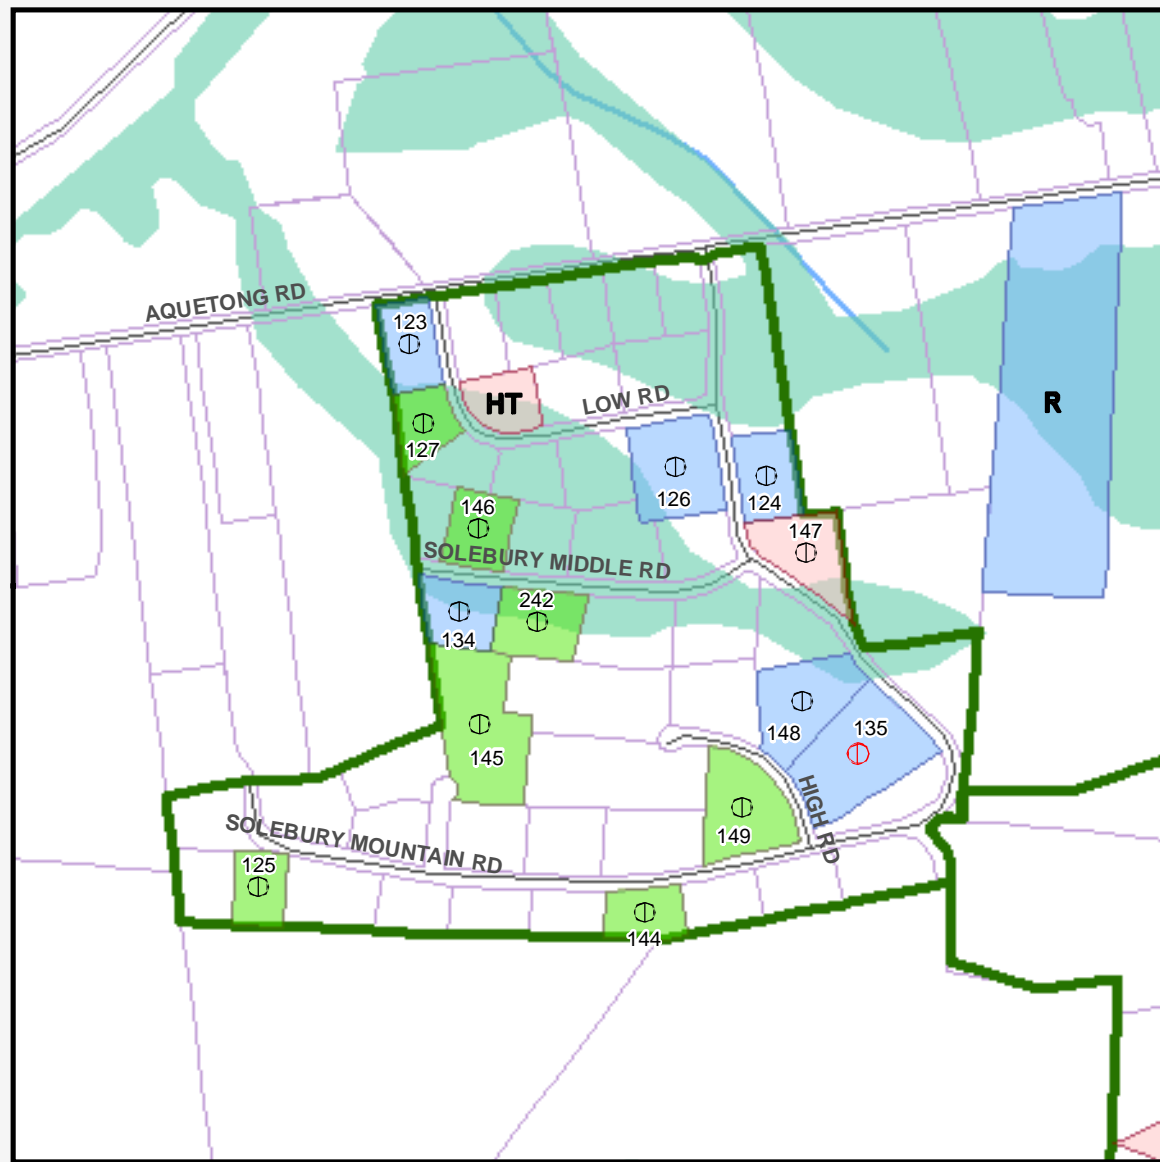 AQUETONG RD
123
HT
LOW RD
R
127
126
124
146
147
SOLEBURY MIDDLE RD
242
134
148
135
145
HIGH RD
149
SOLEBURY MOUNTAIN RD
125
144